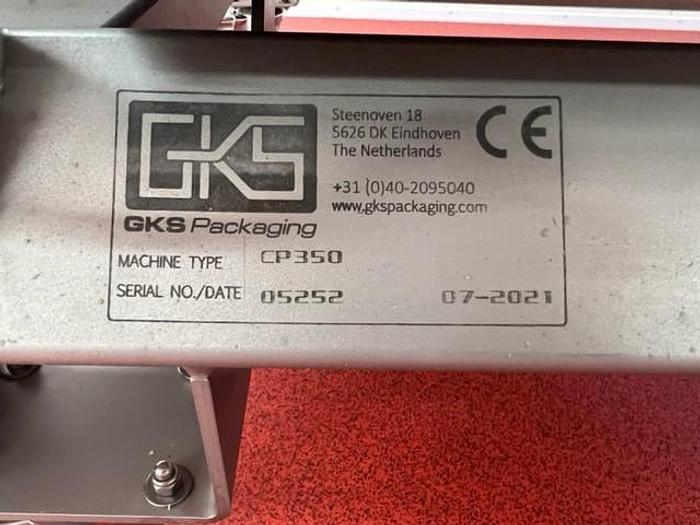 GKS
GKS Packaging
Steenoven 18
5626 DK Eindhoven
The Netherlands
+31 (0)40-2095040
www.gkspackaging.com
CE
MACHINE TYPE CP350
SERIAL NO./DATE 05252 07-2021